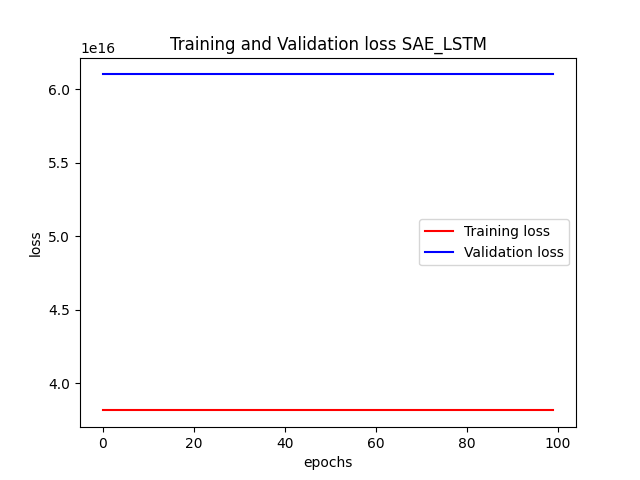 Training and Validation loss SAE_LSTM
1e16
6.0
5.5
5.0
4.5
4.0
loss
Training loss
Validation loss
0 20 40 60 80 100
epochs